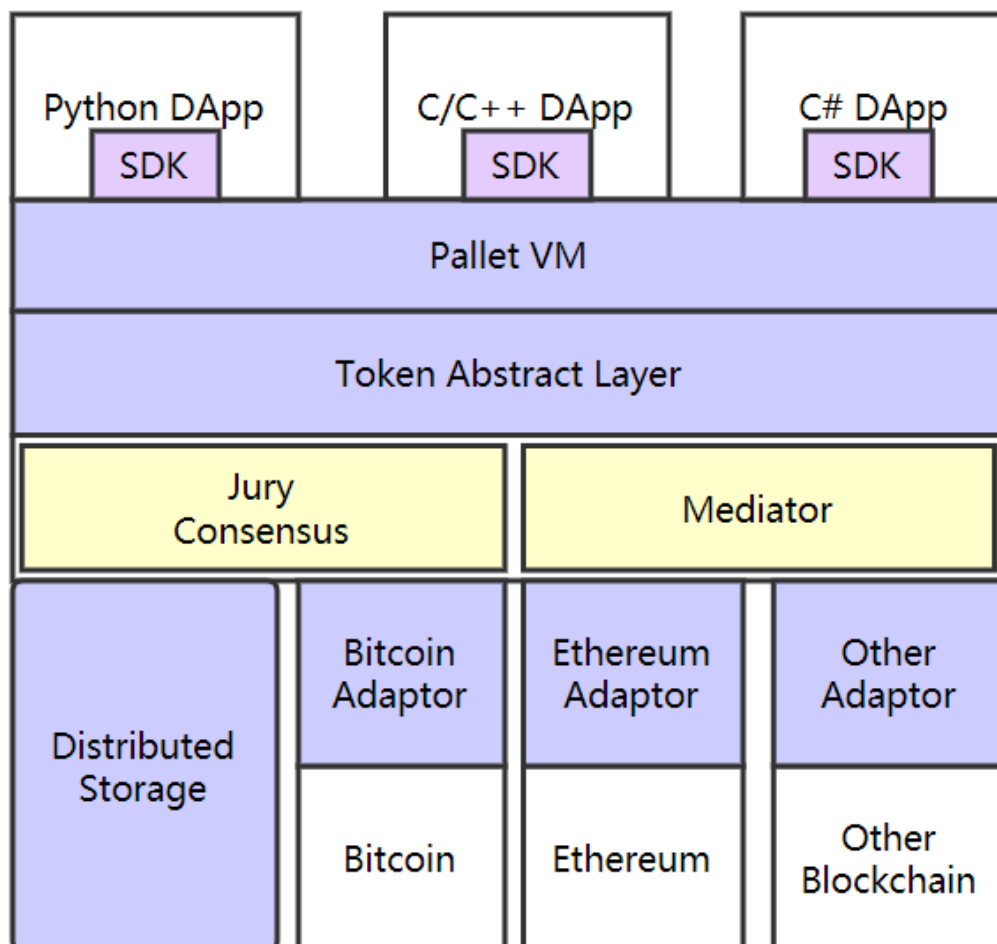 Python DApp
C/C++ DApp
C# DApp
SDK
SDK
SDK
Pallet VM
Token Abstract Layer
Jury
Consensus
Mediator
Distributed
Storage
Bitcoin
Adaptor
Ethereum
Adaptor
Other
Adaptor
Bitcoin
Ethereum
Other
Blockchain